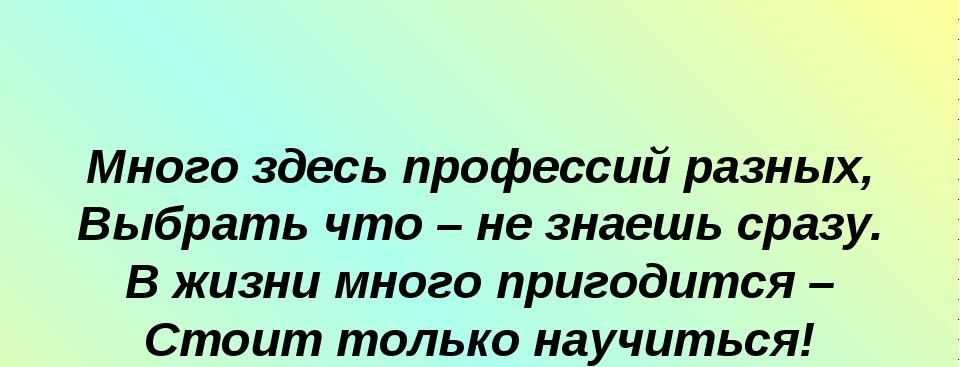 Много здесь профессий разных,
Выбрать что – не знаешь сразу.
В жизни много пригодится –
Стоит только научиться!